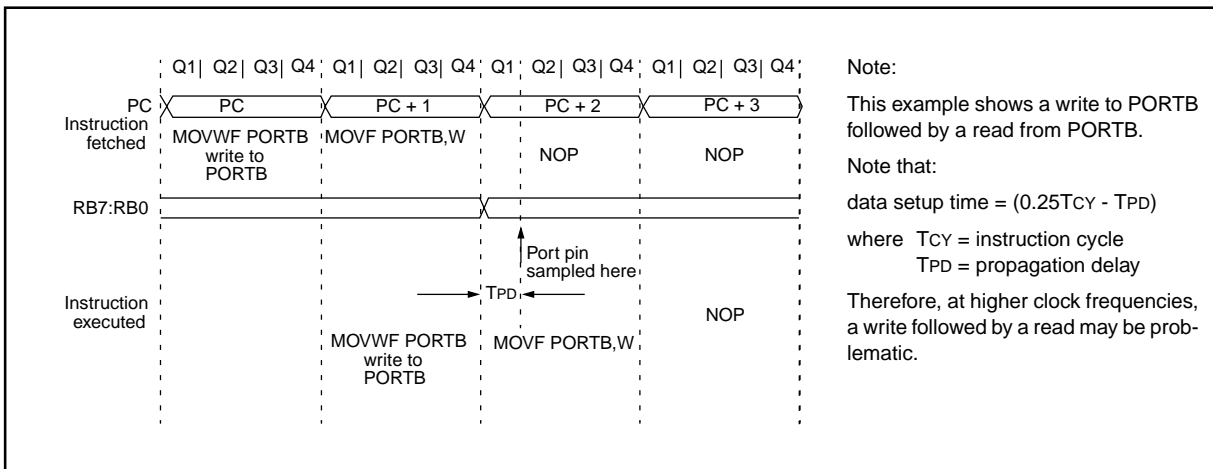 Q1| Q2| Q3| Q4 Q1| Q2| Q3| Q4 Q1| Q2| Q3| Q4 Q1| Q2| Q3| Q4
PC PC PC + 1 PC + 2 PC + 3
Instruction
fetched
MOVWF PORTB
write to
PORTB
MOVF PORTB,W
NOP
NOP
RB7:RB0
Port pin
sampled here
TPD
Instruction
executed
MOVWF PORTB
write to
PORTB
MOVF PORTB,W
NOP
Note:
This example shows a write to PORTB
followed by a read from PORTB.
Note that:
data setup time = (0.25TCY - TPD)
where TCY = instruction cycle
TPD = propagation delay
Therefore, at higher clock frequencies,
a write followed by a read may be prob-
lematic.